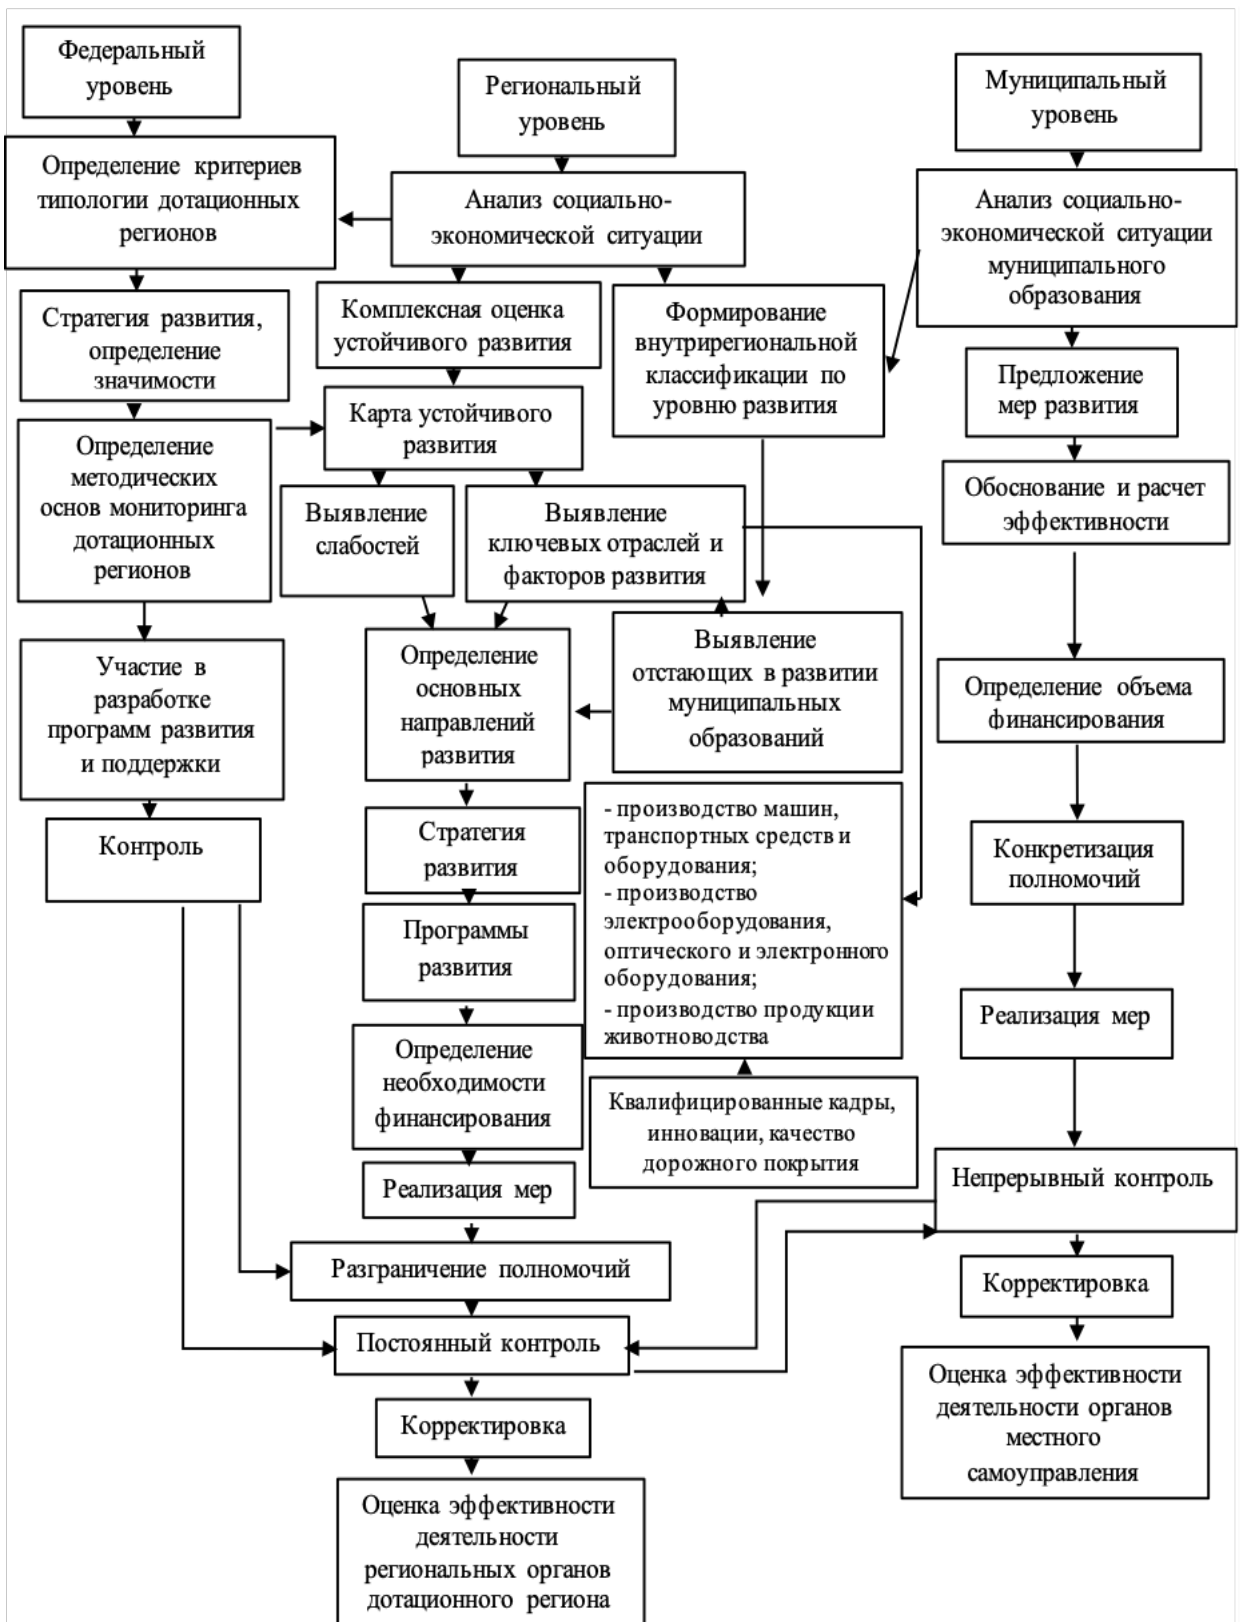 Федеральный
уровень
Региональный
уровень
Муниципальный
уровень
Определение критериев
типологии дотационных
регионов
Анализ социально-
экономической ситуации
Анализ социально-
экономической ситуации
муниципального
образования
Стратегия развития,
определение
значимости
Комплексная оценка
устойчивого развития
Формирование
внутрирегиональной
классификации по
уровню развития
Предложение
мер развития
Определение
методических
основ мониторинга
дотационных
регионов
Карта устойчивого
развития
Обоснование и расчет
эффективности
Выявление
слабостей
Выявление
ключевых отраслей и
факторов развития
Участие в
разработке
программ развития
и поддержки
Определение
основных
направлений
развития
Выявление
отстающих в развитии
муниципальных
образований
Определение объема
финансирования
Контроль
Стратегия
развития
- производство машин,
транспортных средств и
оборудования;
- производство
электрооборудования,
оптического и электронного
оборудования;
- производство продукции
животноводства
Конкретизация
полномочий
Программы
развития
Реализация мер
Определение
необходимости
финансирования
Квалифицированные кадры,
инновации, качество
дорожного покрытия
Реализация мер
Непрерывный контроль
Разграничение полномочий
Корректировка
Постоянный контроль
Оценка эффективности
деятельности органов
местного
самоуправления
Корректировка
Оценка эффективности
деятельности
региональных органов
дотационного региона